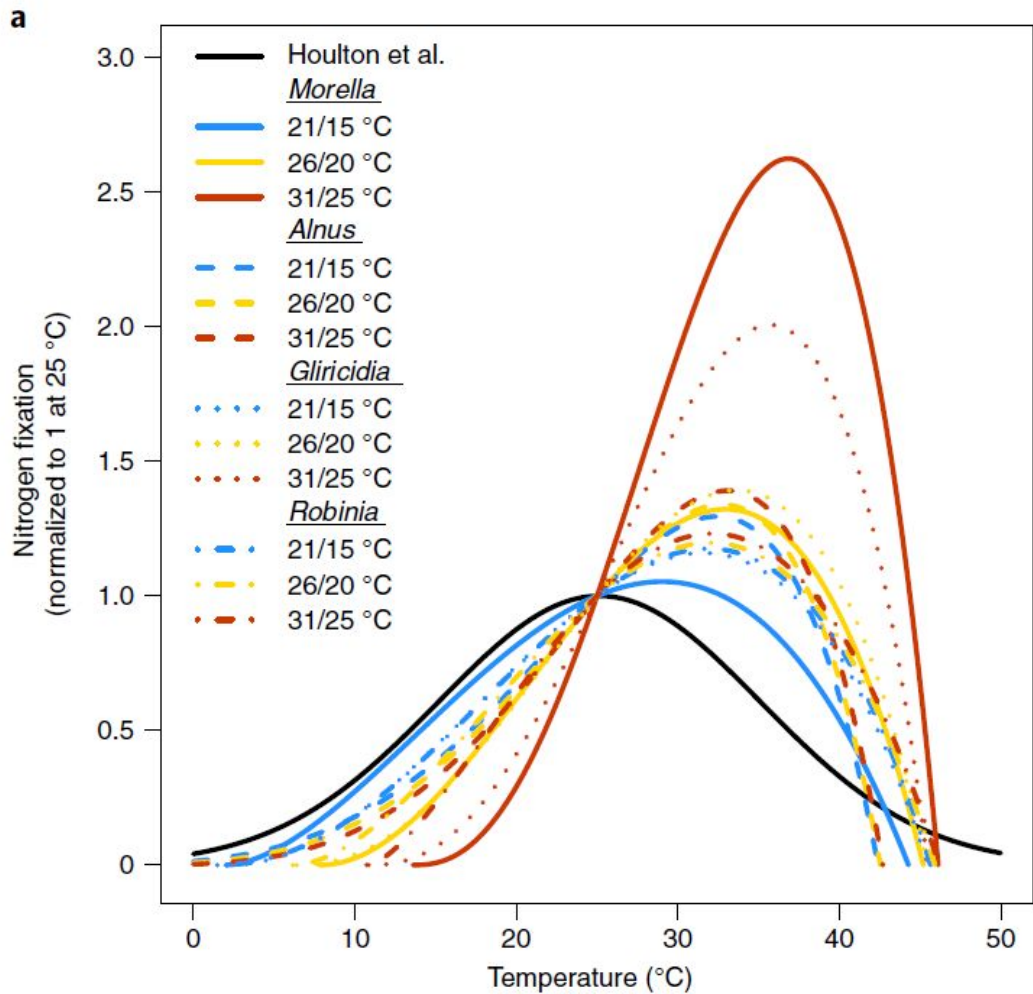 a
Houlton et al.
Morella
21/15 °C
26/20 °C
31/25 °C
Alnus
21/15 °C
26/20 °C
31/25 °C
Gliricidia
21/15 °C
26/20 °C
31/25 °C
Robinia
21/15 °C
26/20 °C
31/25 °C
3.0
2.5
2.0
1.5
1.0
0.5
0
Nitrogen fixation
(normalized to 1 at 25 °C)
0 10 20 30 40 50
Temperature (°C)